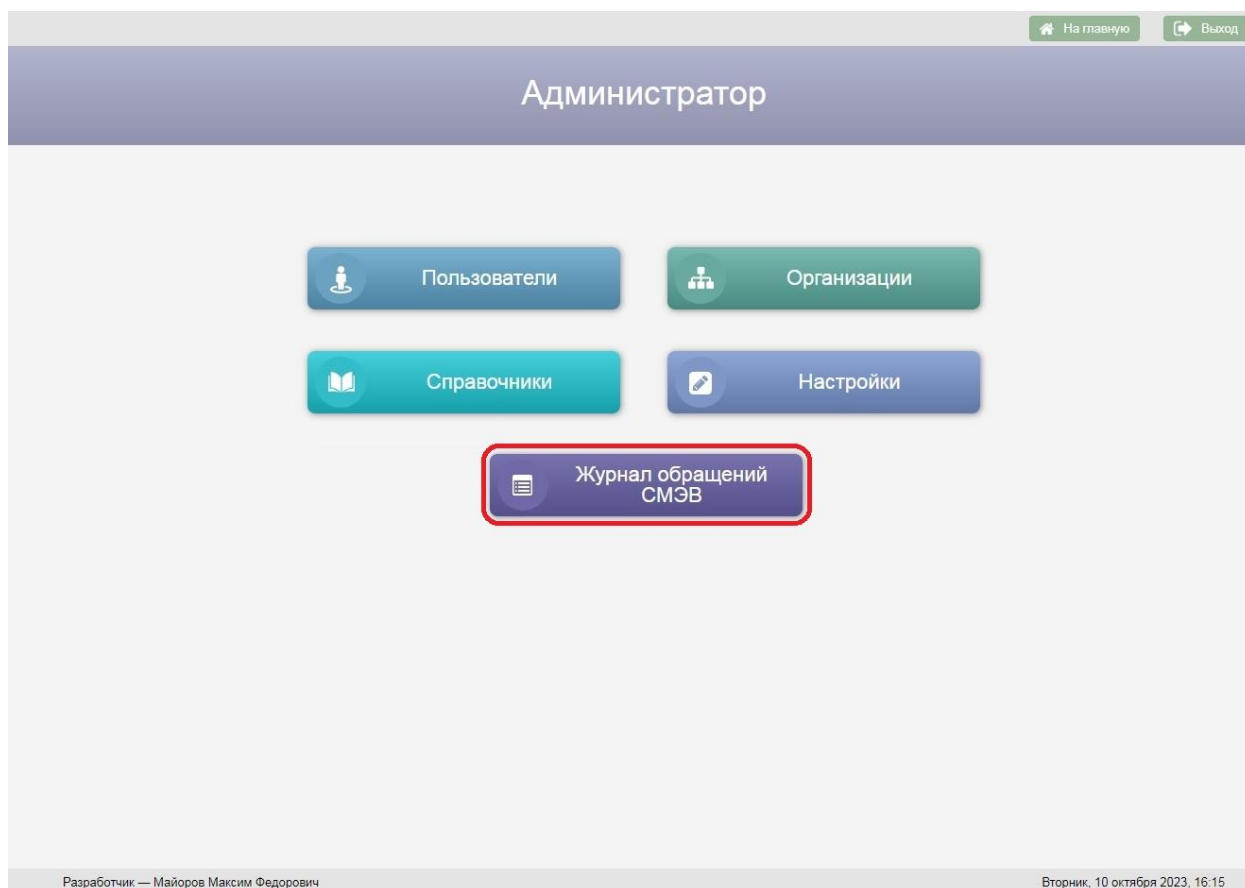 На главную
Выход
Администратор
Пользователи
Организации
Справочники
Настройки
Журнал обращений
СМЭВ
Разработчик — Майоров Максим Федорович
Вторник, 10 октября 2023, 16:15